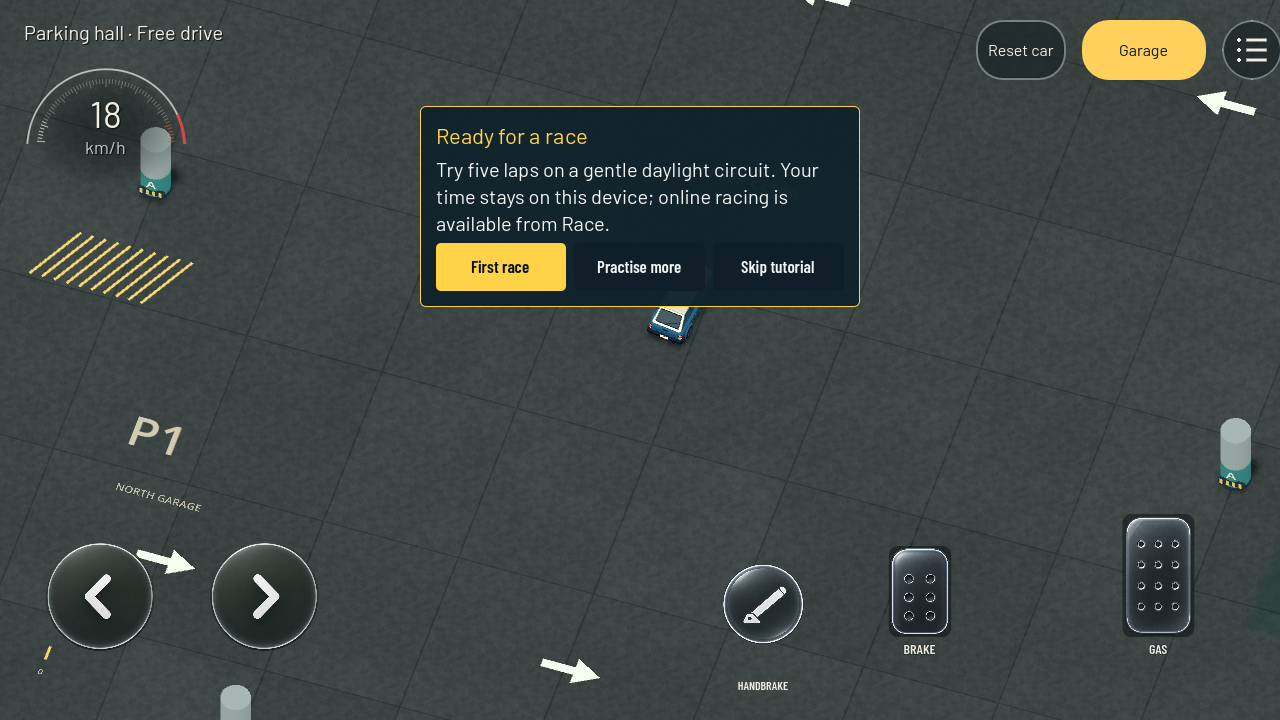 Parking hall · Free drive
Reset car
Garage
18
km/h
A
Ready for a race
Try five laps on a gentle daylight circuit. Your
time stays on this device; online racing is
available from Race.
First race
Practise more
Skip tutorial
P1
NORTH GARAGE
A
BRAKE
GAS
HANDBRAKE